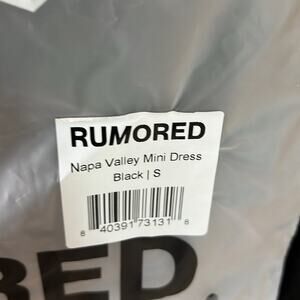 RUMORED
Napa Valley Mini Dress
Black | S
8 40391 73131 8
RED.